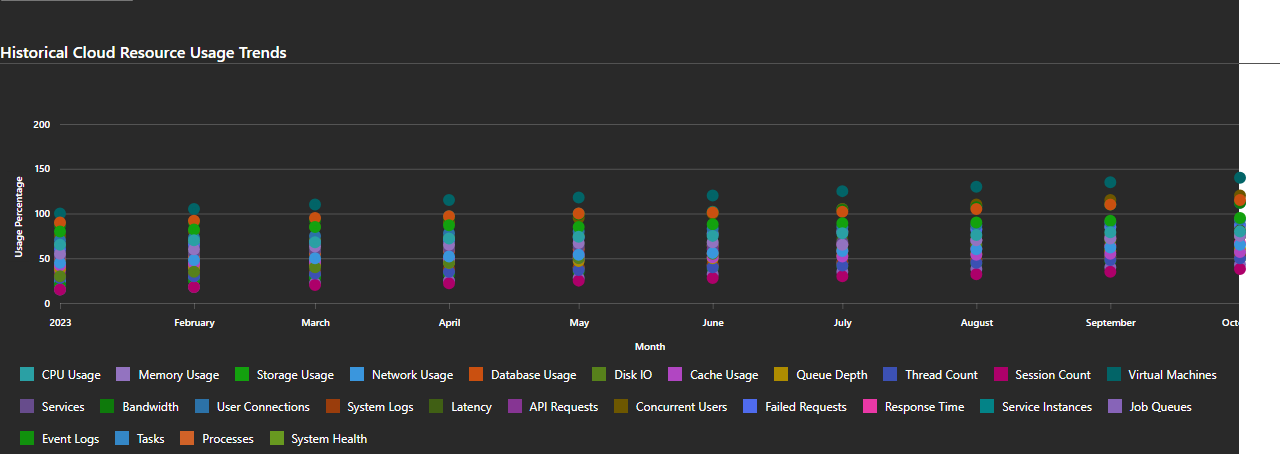 Historical Cloud Resource Usage Trends
200
150
100
50
0
Usage Percentage
2023 February March April May June July August September Octo
Month
CPU Usage Memory Usage Storage Usage Network Usage Database Usage Disk IO Cache Usage Queue Depth Thread Count Session Count Virtual Machines
Services Bandwidth User Connections System Logs Latency API Requests Concurrent Users Failed Requests Response Time Service Instances Job Queues
Event Logs Tasks Processes System Health